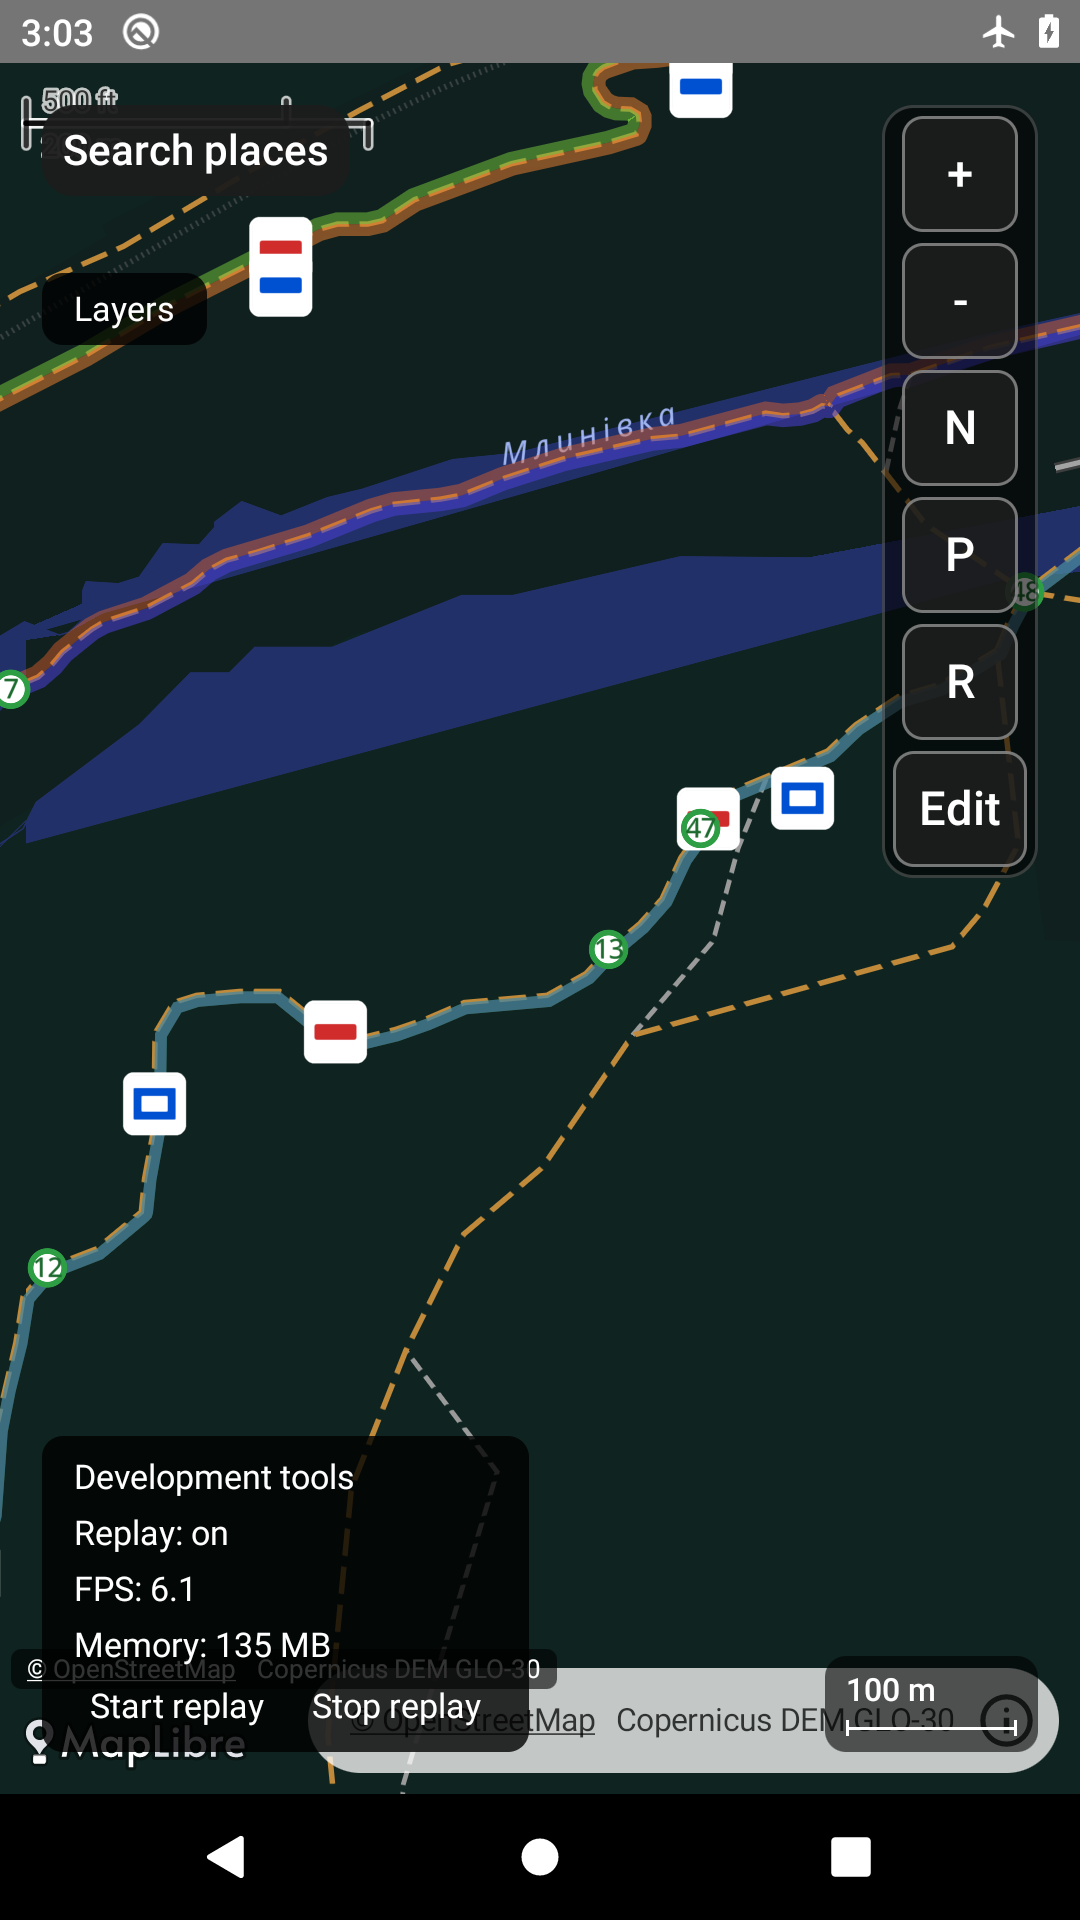 3:03
500 ft
Search places
+
Layers
-
Млинівка
N
P
48
7
R
Edit
47
13
12
Development tools
Replay: on
FPS: 6.1
Memory: 135 MB
© OpenStreetMap Copernicus DEM GLO-30
Start replay Stop replay
100 m
© OpenStreetMap Copernicus DEM GLO-30
MapLibre